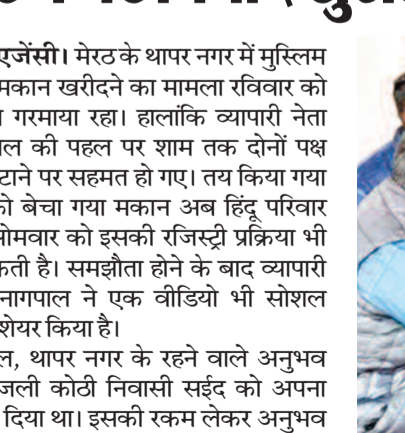 एजेंसी। मेरठ के थापर नगर में मुस्लिम
मकान खरीदने का मामला रविवार को
गरमाया रहा। हालांकि व्यापारी नेता
की पहल पर शाम तक दोनों पक्ष
पर सहमत हो गए। तय किया गया
बेचा गया मकान अब हिंदू परिवार
सोमवार को इसकी रजिस्ट्री प्रक्रिया भी
है। समझौता होने के बाद व्यापारी
नागपाल ने एक वीडियो भी सोशल
शेयर किया है।
थापर नगर के रहने वाले अनुभव
कोठी निवासी सईद को अपना
दिया था। इसकी रकम लेकर अनुभव